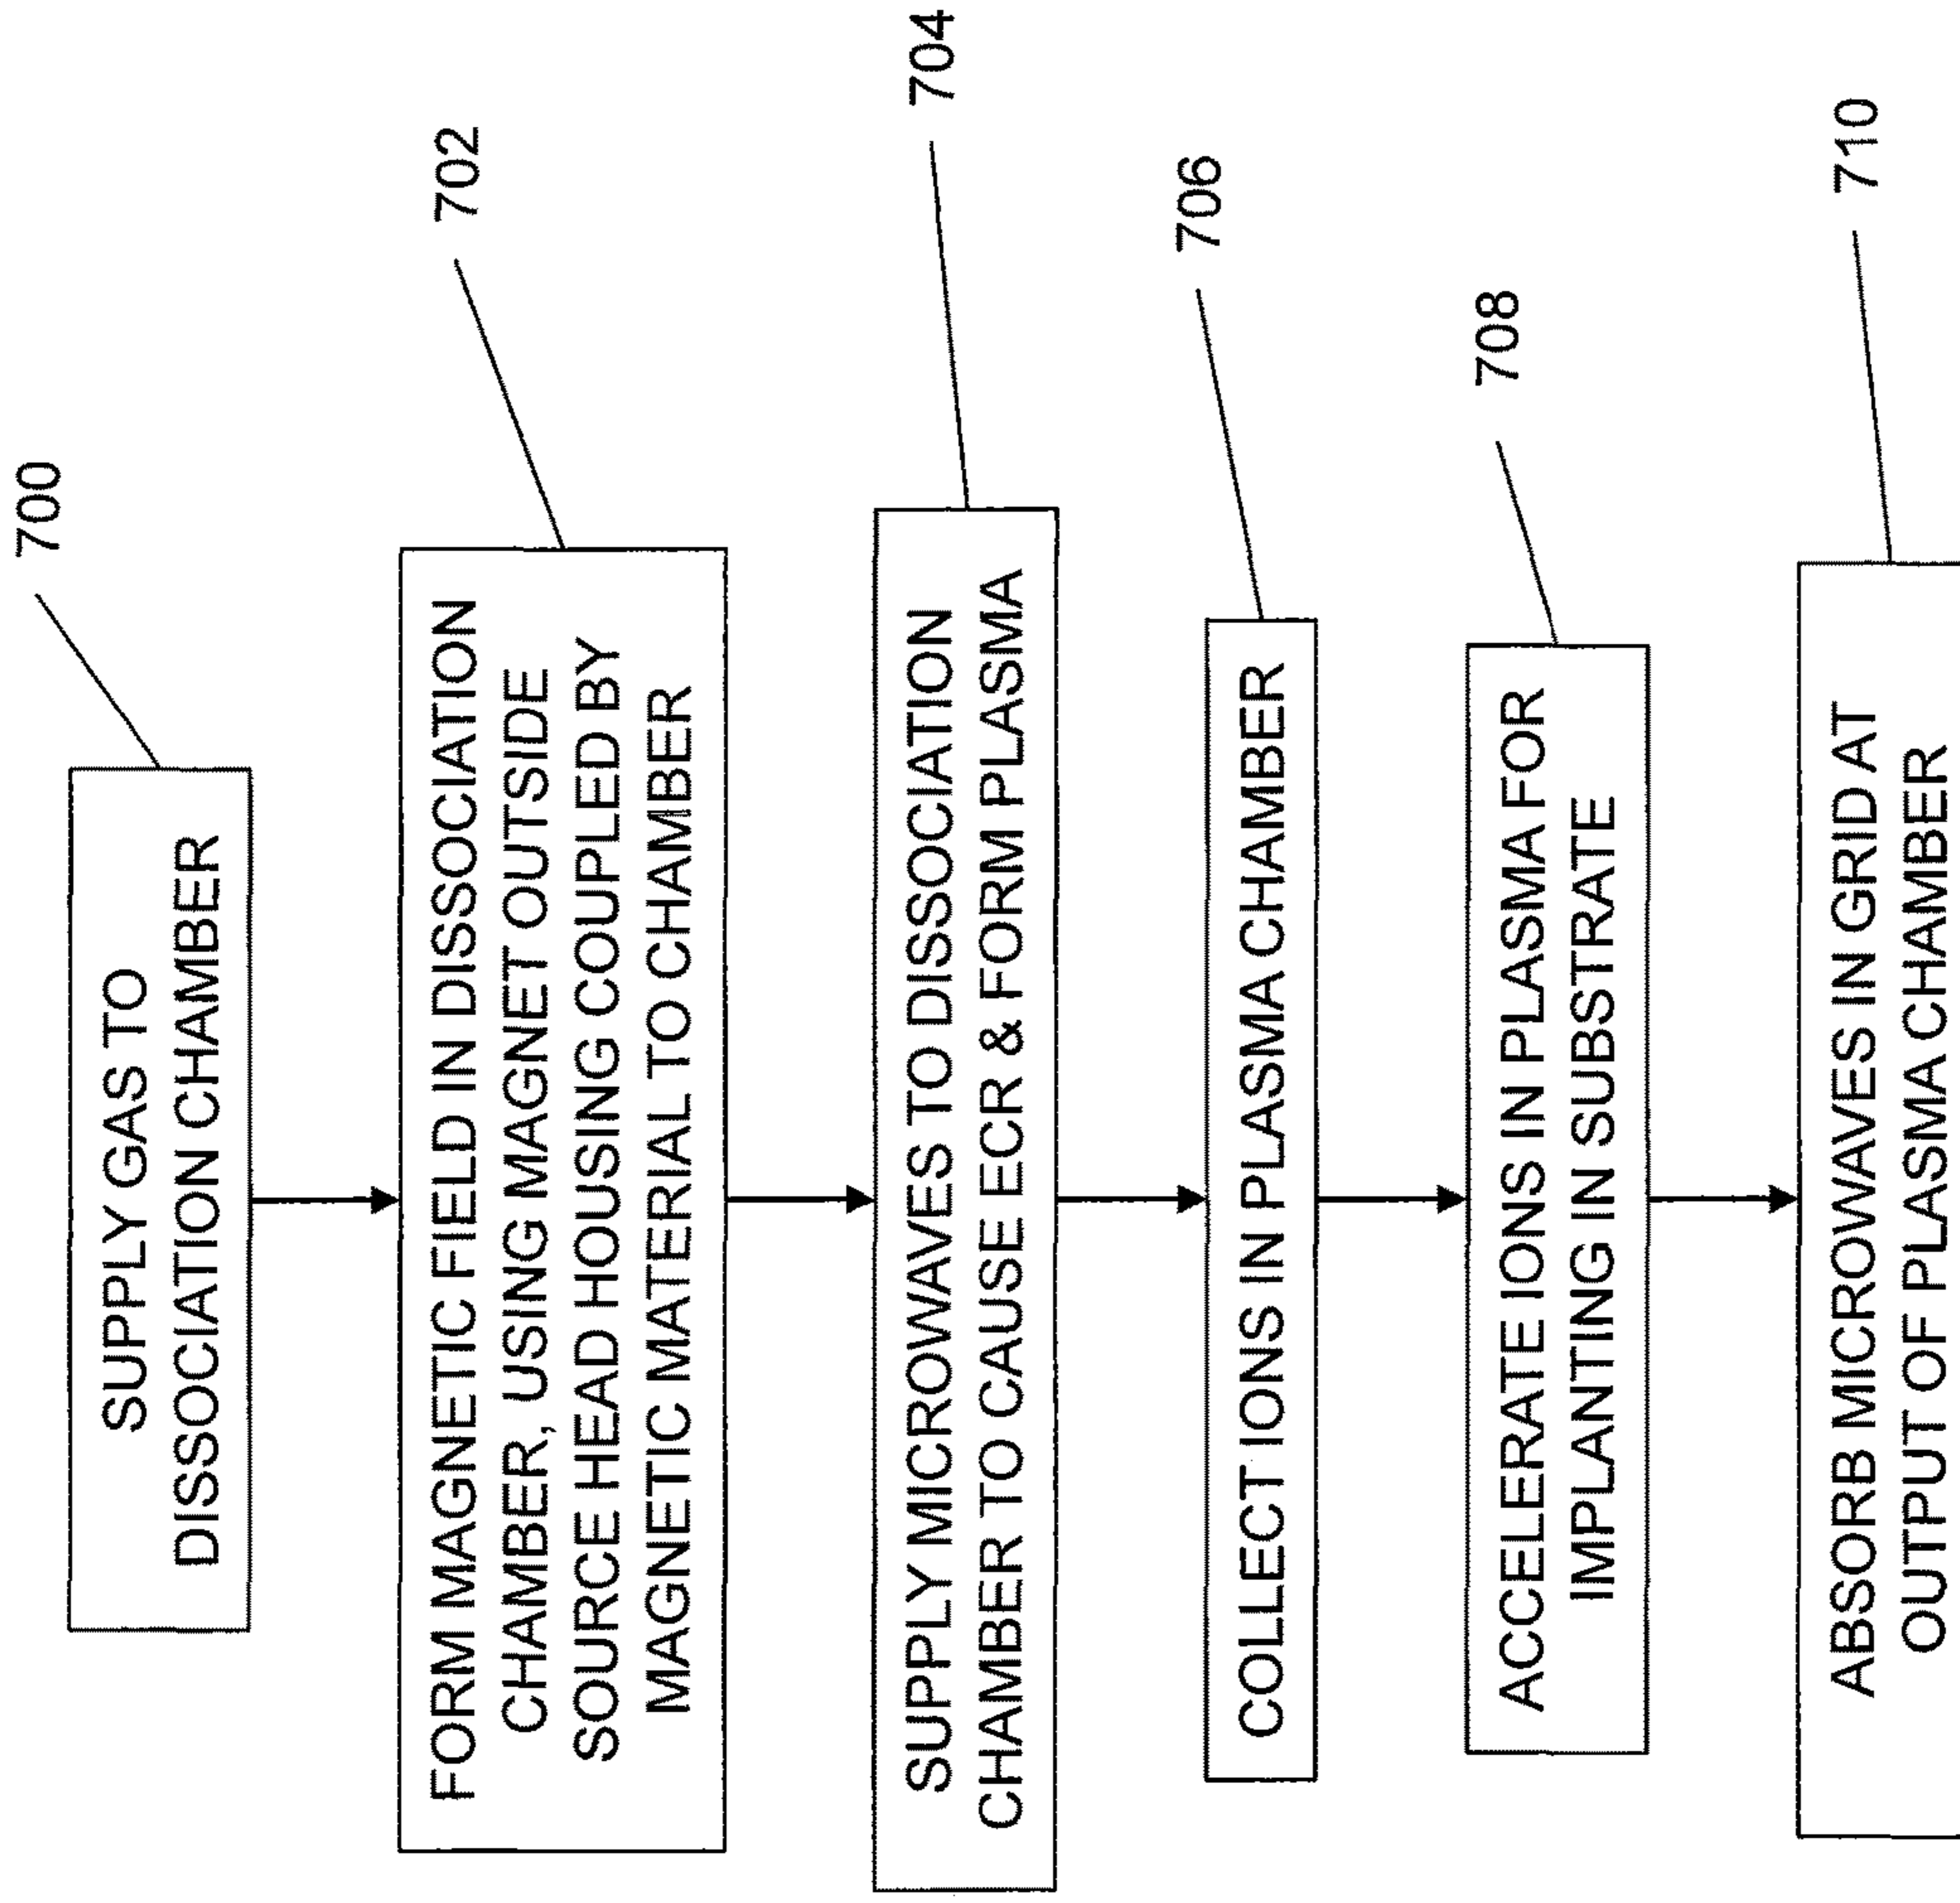 700
SUPPLY GAS TO
DISSOCIATION CHAMBER
702
FORM MAGNETIC FIELD IN DISSOCIATION
CHAMBER, USING MAGNET OUTSIDE
SOURCE HEAD HOUSING COUPLED BY
MAGNETIC MATERIAL TO CHAMBER
704
SUPPLY MICROWAVES TO DISSOCIATION
CHAMBER TO CAUSE ECR & FORM PLASMA
706
COLLECT IONS IN PLASMA CHAMBER
708
ACCELERATE IONS IN PLASMA FOR
IMPLANTING IN SUBSTRATE
710
ABSORB MICROWAVES IN GRID AT
OUTPUT OF PLASMA CHAMBER